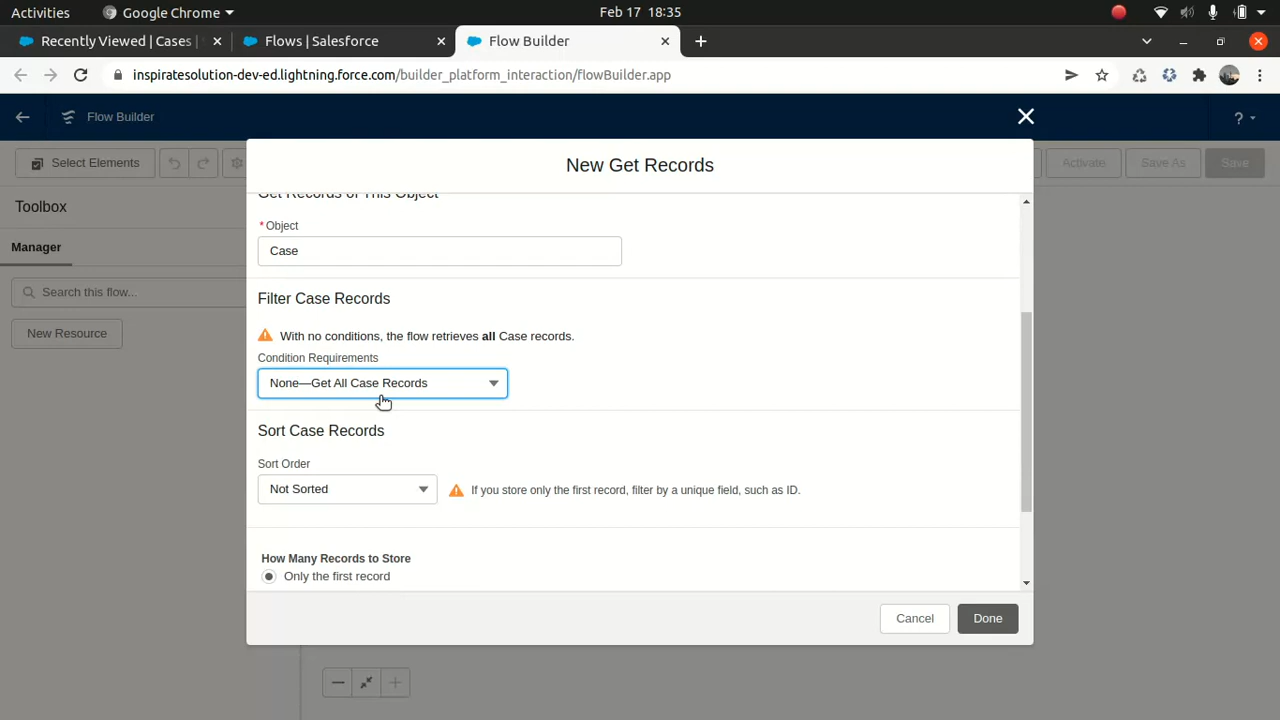 Activities
Google Chrome
Feb 17 18:35
Recently Viewed | Cases |
Flows | Salesforce
Flow Builder
inspiratesolution-dev-ed.lightning.force.com/builder_platform_interaction/flowBuilder.app
Flow Builder
?
Select Elements
Activate
Save As
Save
New Get Records
Toolbox
Manager
Search this flow...
New Resource
Get Records of This Object
* Object
Case
Filter Case Records
With no conditions, the flow retrieves all Case records.
Condition Requirements
None—Get All Case Records
Sort Case Records
Sort Order
Not Sorted
If you store only the first record, filter by a unique field, such as ID.
How Many Records to Store
Only the first record
Cancel
Done